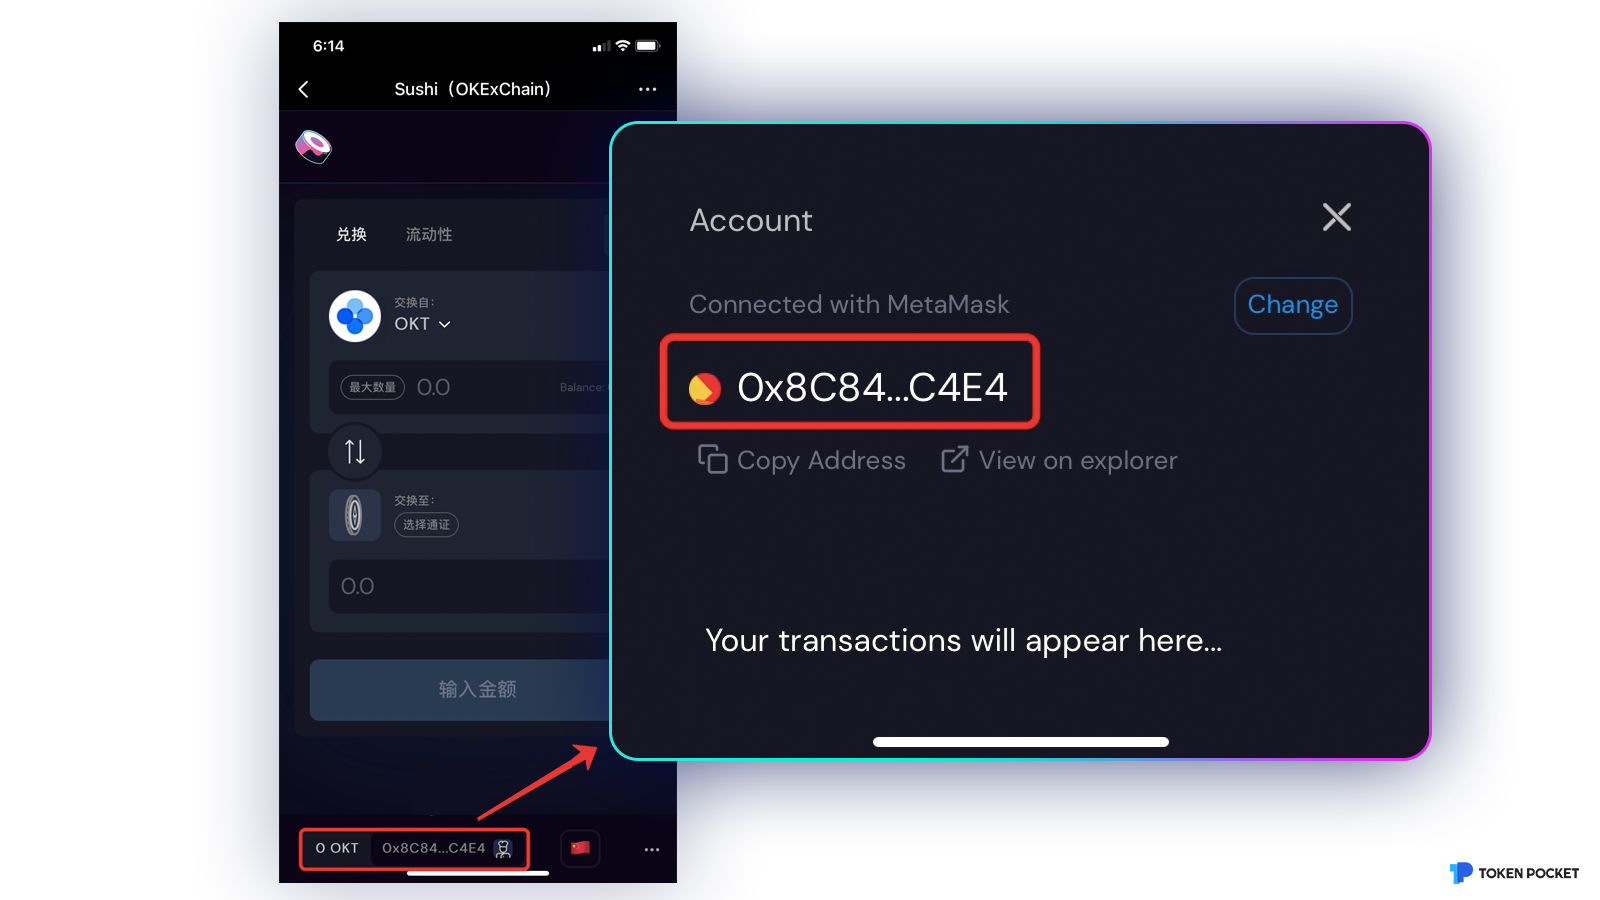 6:14
Sushi（OKExChain）
兑换 流动性
交换自:
OKT
最大数量 0.0 Balance:
交换至:
选择通证
0.0
输入金额
0 OKT 0x8C84...C4E4
Account
Connected with MetaMask Change
0x8C84...C4E4
Copy Address View on explorer
Your transactions will appear here...
TOKEN POCKET